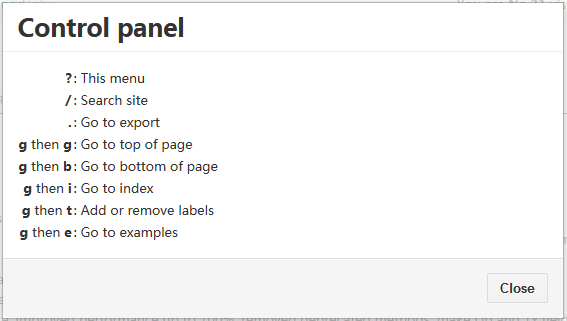 Control panel
?: This menu
/: Search site
.: Go to export
g then g: Go to top of page
g then b: Go to bottom of page
g then i: Go to index
g then t: Add or remove labels
g then e: Go to examples
Close